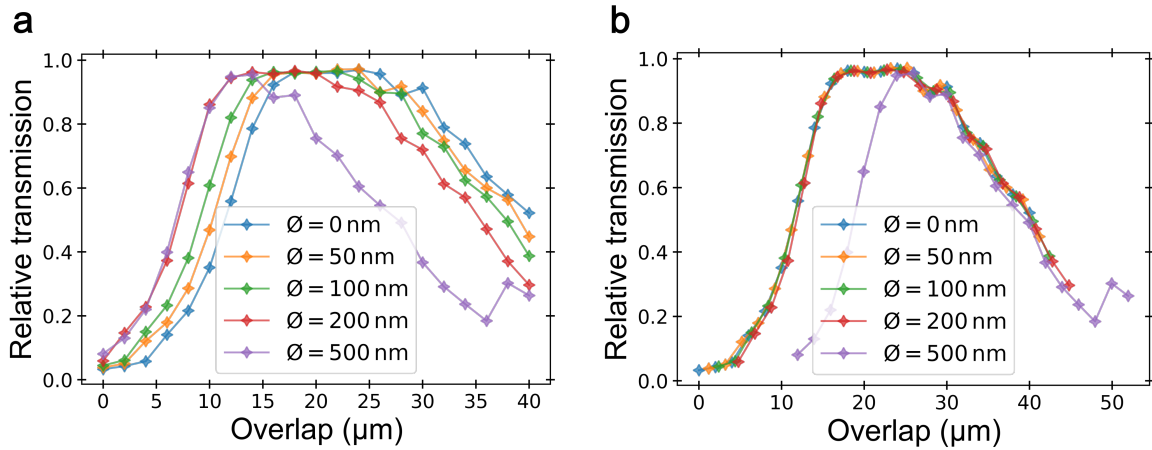 a
Relative transmission
1.0
0.8
0.6
0.4
0.2
0.0
Ø = 0 nm
Ø = 50 nm
Ø = 100 nm
Ø = 200 nm
Ø = 500 nm
0 5 10 15 20 25 30 35 40
Overlap (μm)
b
Relative transmission
1.0
0.8
0.6
0.4
0.2
0.0
Ø = 0 nm
Ø = 50 nm
Ø = 100 nm
Ø = 200 nm
Ø = 500 nm
0 10 20 30 40 50
Overlap (μm)